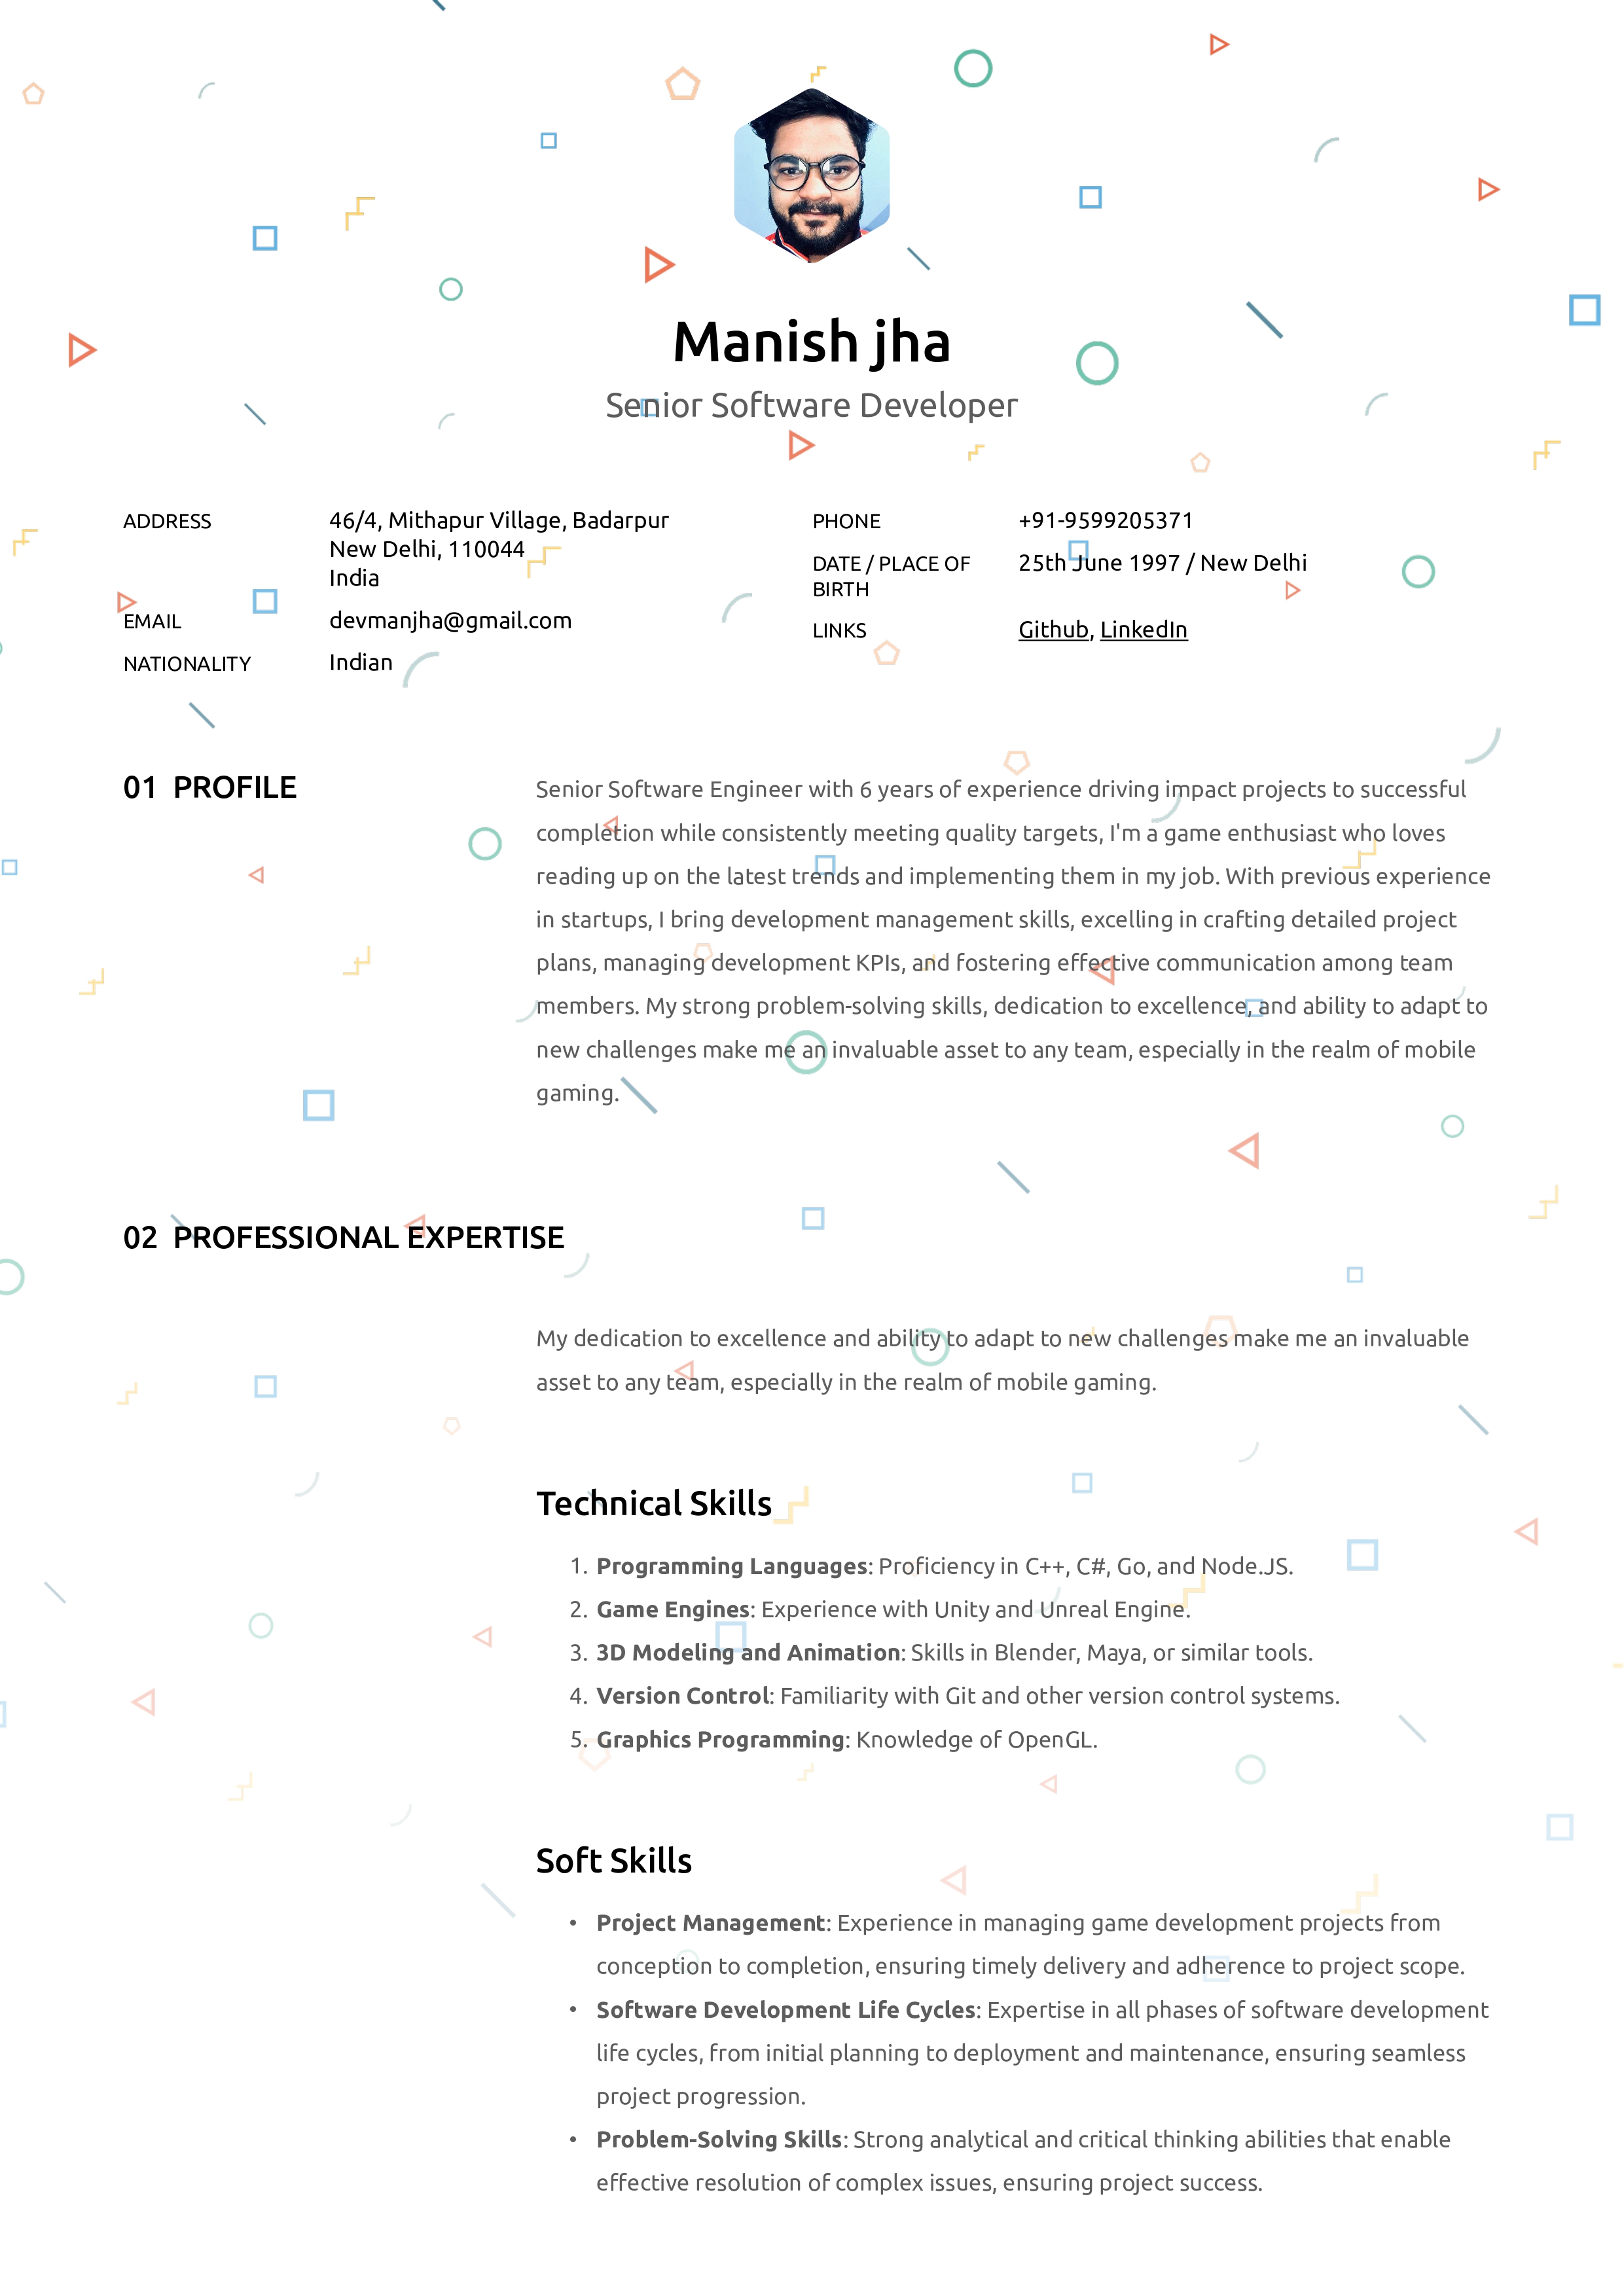 Manish jha
Senior Software Developer
ADDRESS
46/4, Mithapur Village, Badarpur
New Delhi, 110044
India
EMAIL
devmanjha@gmail.com
NATIONALITY
Indian
PHONE
+91-9599205371
DATE / PLACE OF
BIRTH
25th June 1997 / New Delhi
LINKS
Github, LinkedIn
01 PROFILE
Senior Software Engineer with 6 years of experience driving impact projects to successful
completion while consistently meeting quality targets, I'm a game enthusiast who loves
reading up on the latest trends and implementing them in my job. With previous experience
in startups, I bring development management skills, excelling in crafting detailed project
plans, managing development KPIs, and fostering effective communication among team
members. My strong problem-solving skills, dedication to excellence, and ability to adapt to
new challenges make me an invaluable asset to any team, especially in the realm of mobile
gaming.
02 PROFESSIONAL EXPERTISE
My dedication to excellence and ability to adapt to new challenges make me an invaluable
asset to any team, especially in the realm of mobile gaming.
Technical Skills
1. Programming Languages: Proficiency in C++, C#, Go, and Node.JS.
2. Game Engines: Experience with Unity and Unreal Engine.
3. 3D Modeling and Animation: Skills in Blender, Maya, or similar tools.
4. Version Control: Familiarity with Git and other version control systems.
5. Graphics Programming: Knowledge of OpenGL.
Soft Skills
• Project Management: Experience in managing game development projects from
conception to completion, ensuring timely delivery and adherence to project scope.
• Software Development Life Cycles: Expertise in all phases of software development
life cycles, from initial planning to deployment and maintenance, ensuring seamless
project progression.
• Problem-Solving Skills: Strong analytical and critical thinking abilities that enable
effective resolution of complex issues, ensuring project success.